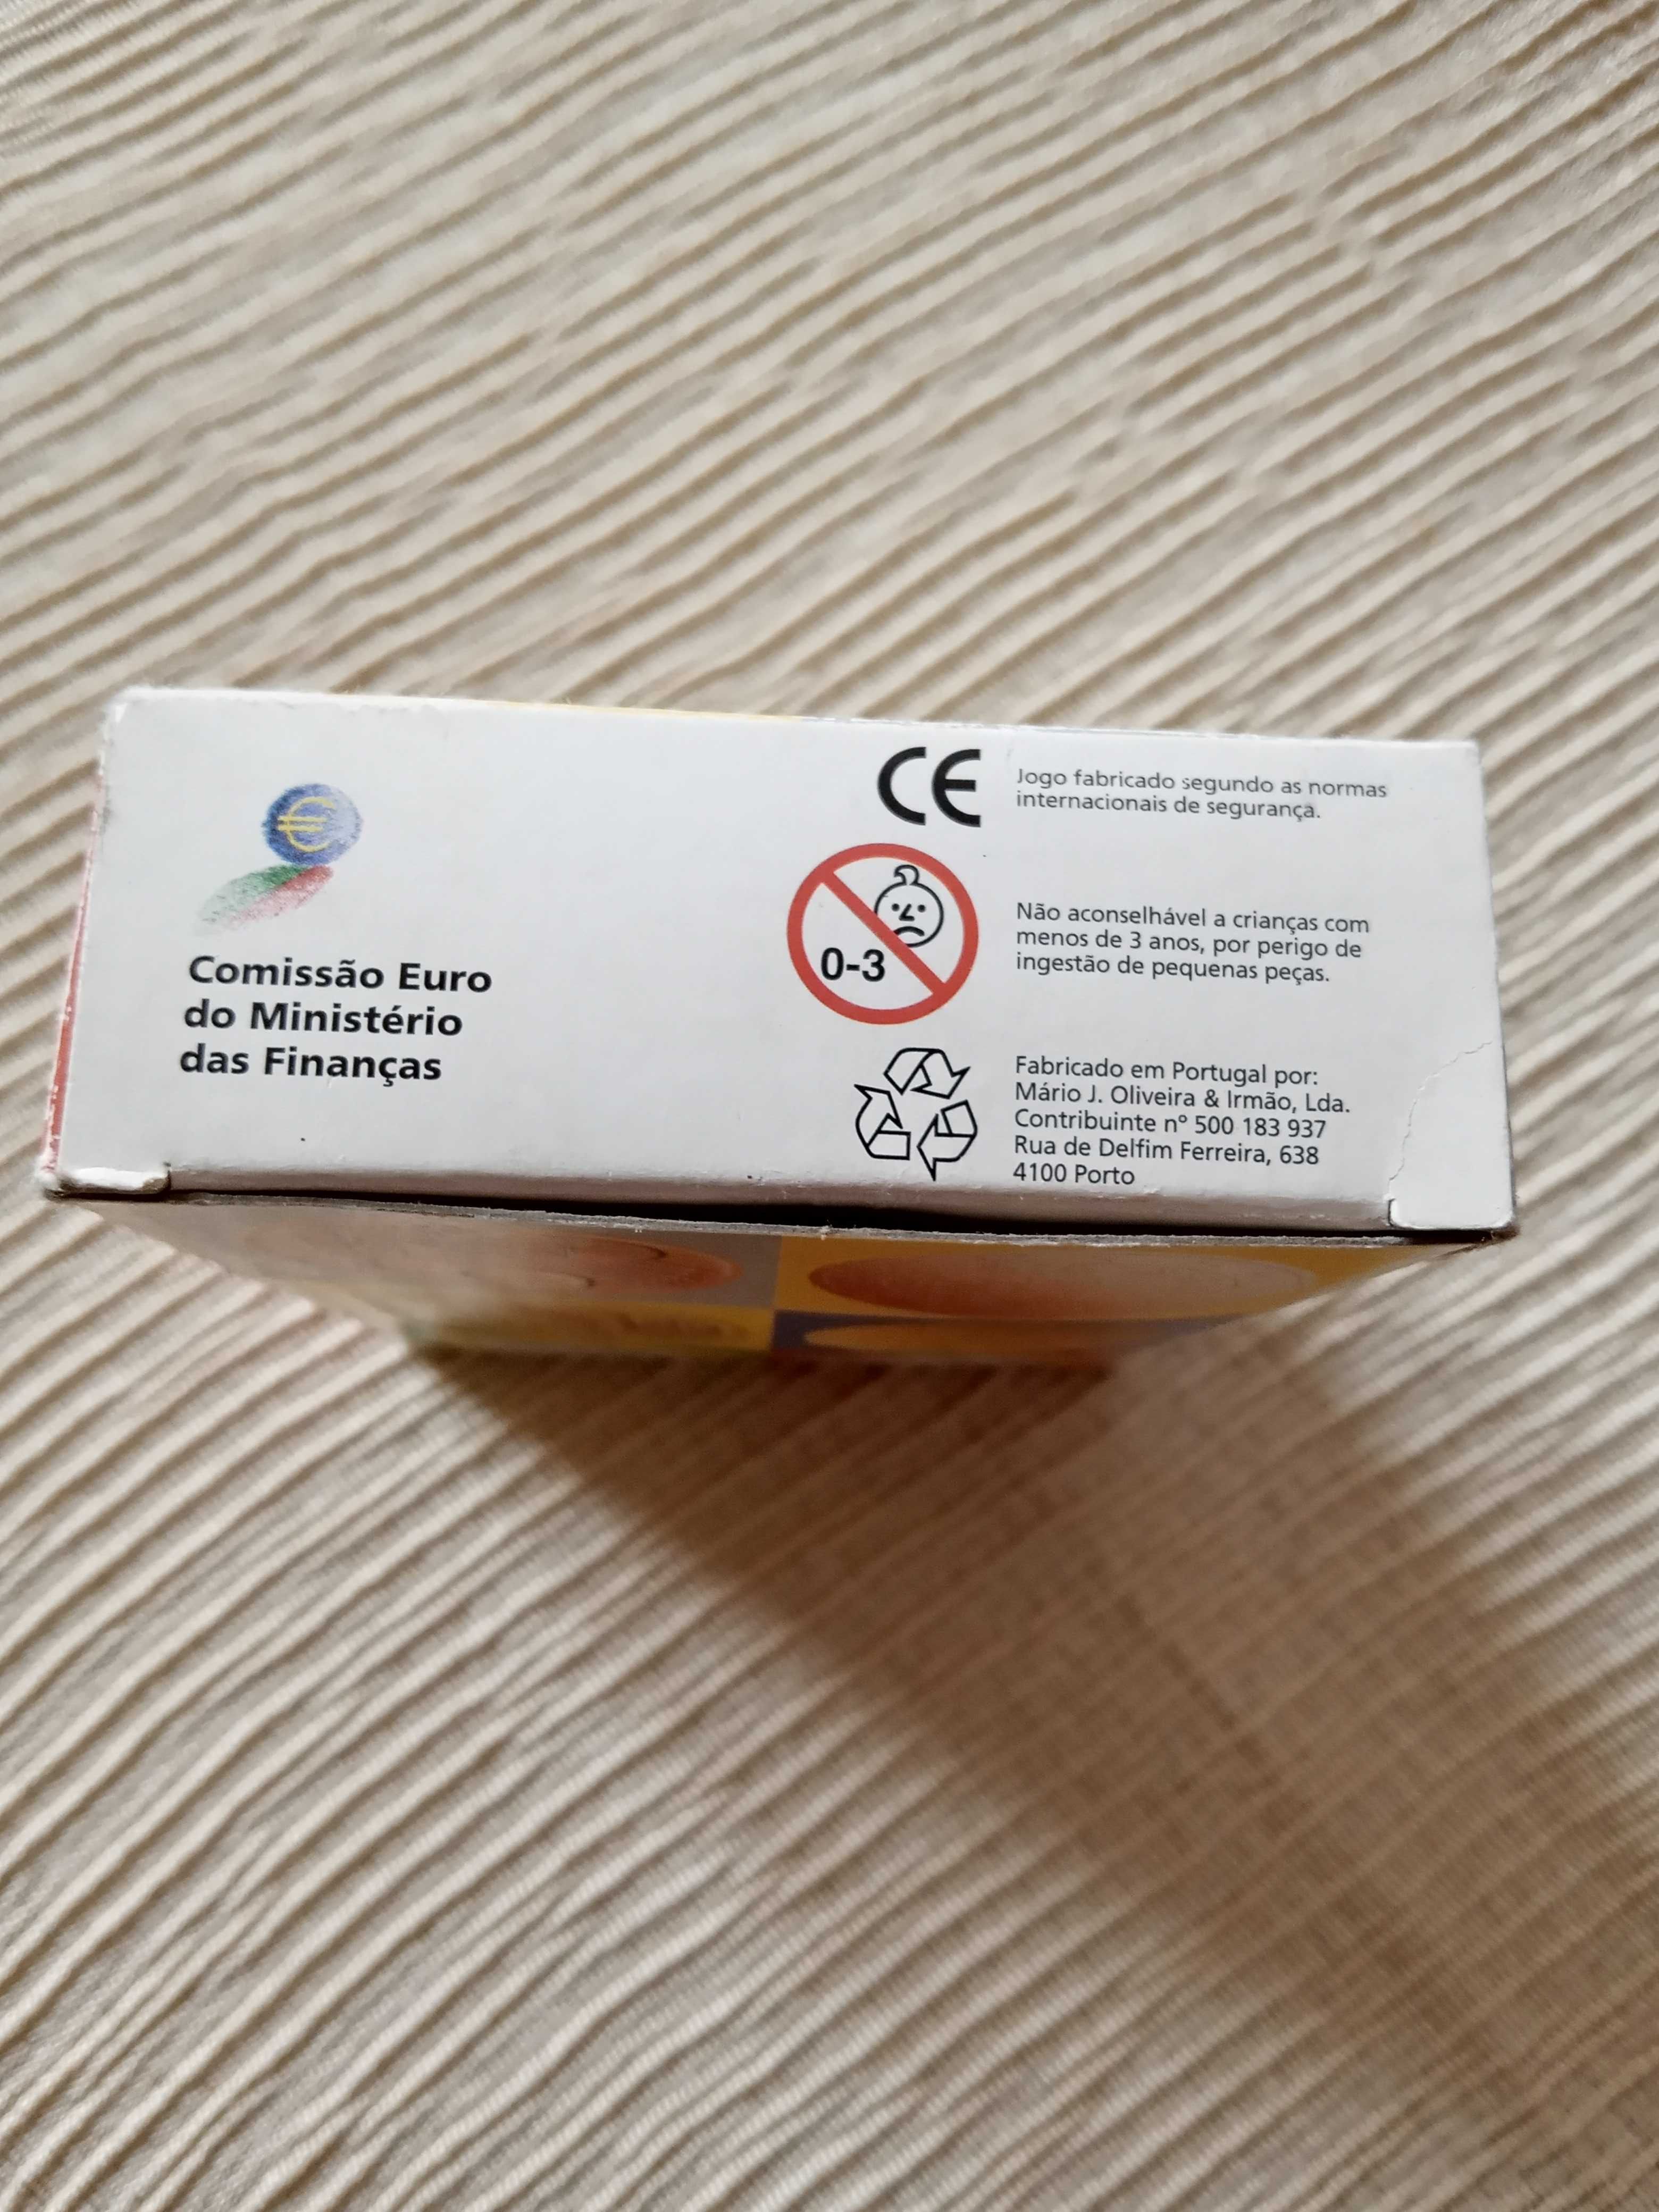 €
Comissão Euro
do Ministério
das Finanças
CE
Jogo fabricado segundo as normas
internacionais de segurança.
0-3
Não aconselhável a crianças com
menos de 3 anos, por perigo de
ingestão de pequenas peças.
Fabricado em Portugal por:
Mário J. Oliveira & Irmão, Lda.
Contribuinte nº 500 183 937
Rua de Delfim Ferreira, 638
4100 Porto